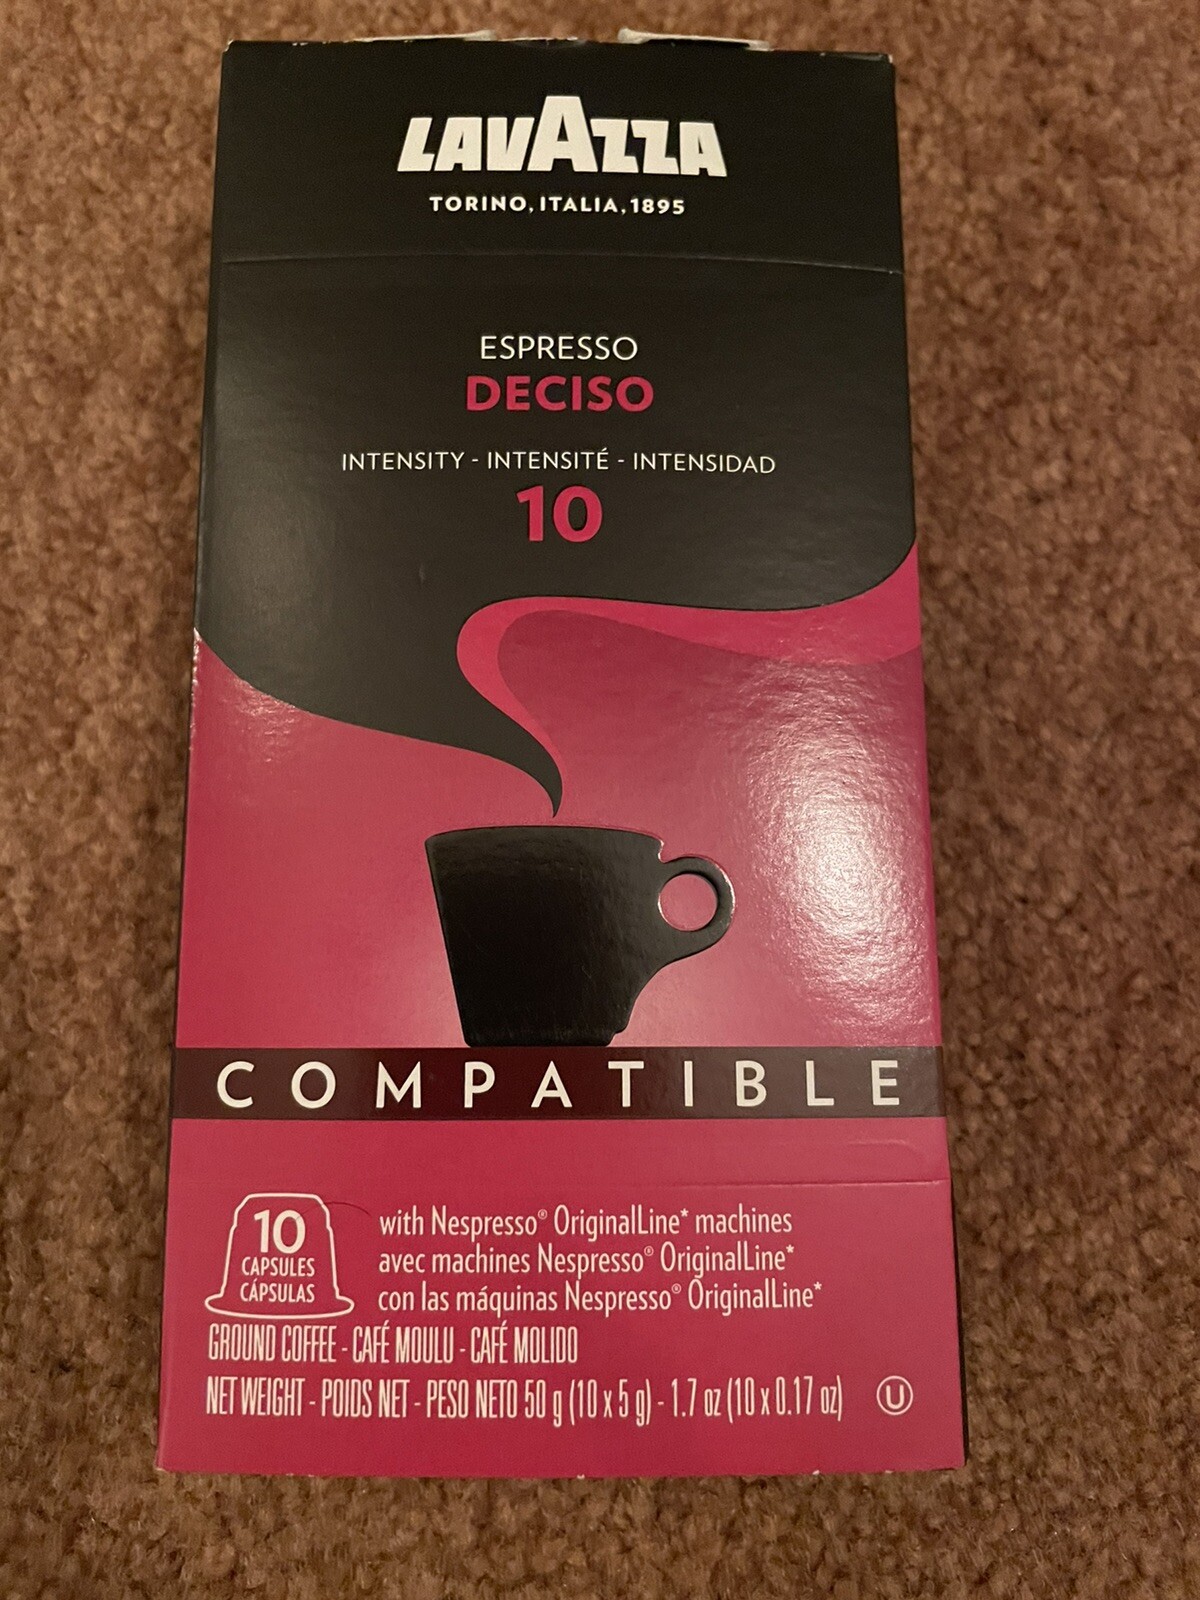 LAVAZZA
TORINO, ITALIA, 1895
ESPRESSO
DECISO
INTENSITY - INTENSITÉ - INTENSIDAD
10
COMPATIBLE
10
CAPSULES
CÁPSULAS
with Nespresso® OriginalLine* machines
avec machines Nespresso® OriginalLine*
con las máquinas Nespresso® OriginalLine*
GROUND COFFEE - CAFÉ MOULU - CAFÉ MOLIDO
NET WEIGHT - POIDS NET - PESO NETO 50 g (10 x 5 g) - 1.7 oz (10 x 0.17 oz) U